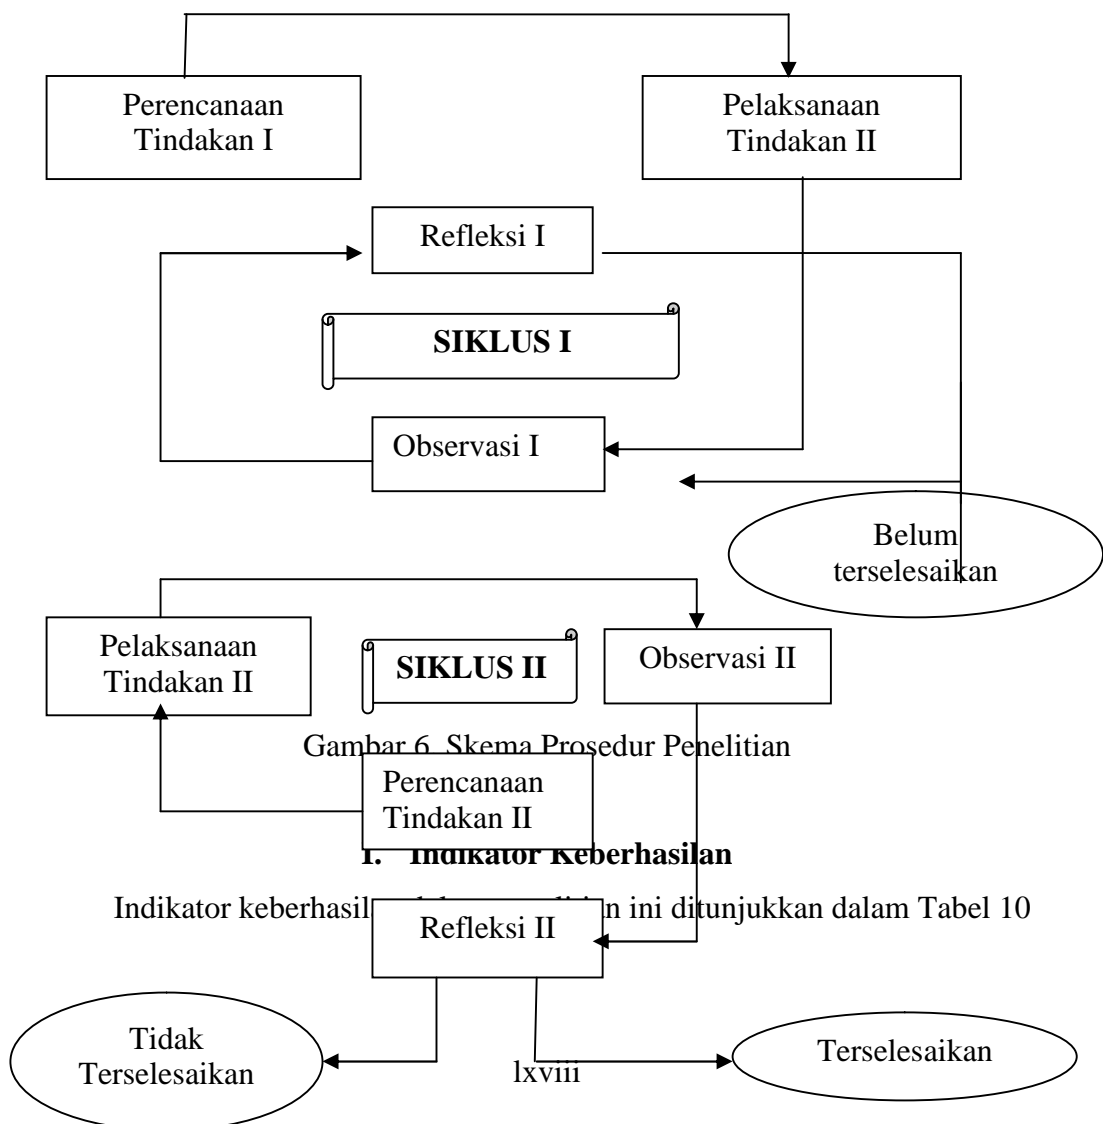 Perencanaan
Tindakan I
Pelaksanaan
Tindakan II
Refleksi I
SIKLUS I
Observasi I
Belum
terselesaikan
Pelaksanaan
Tindakan II
SIKLUS II
Observasi II
Gambar 6. Skema Prosedur Penelitian
Perencanaan
Tindakan II
I. Indikator Keberhasilan
Indikator ini ditunjukkan dalam Tabel 10
Refleksi II
Tidak
Terselesaikan
Terselesaikan
lxviii